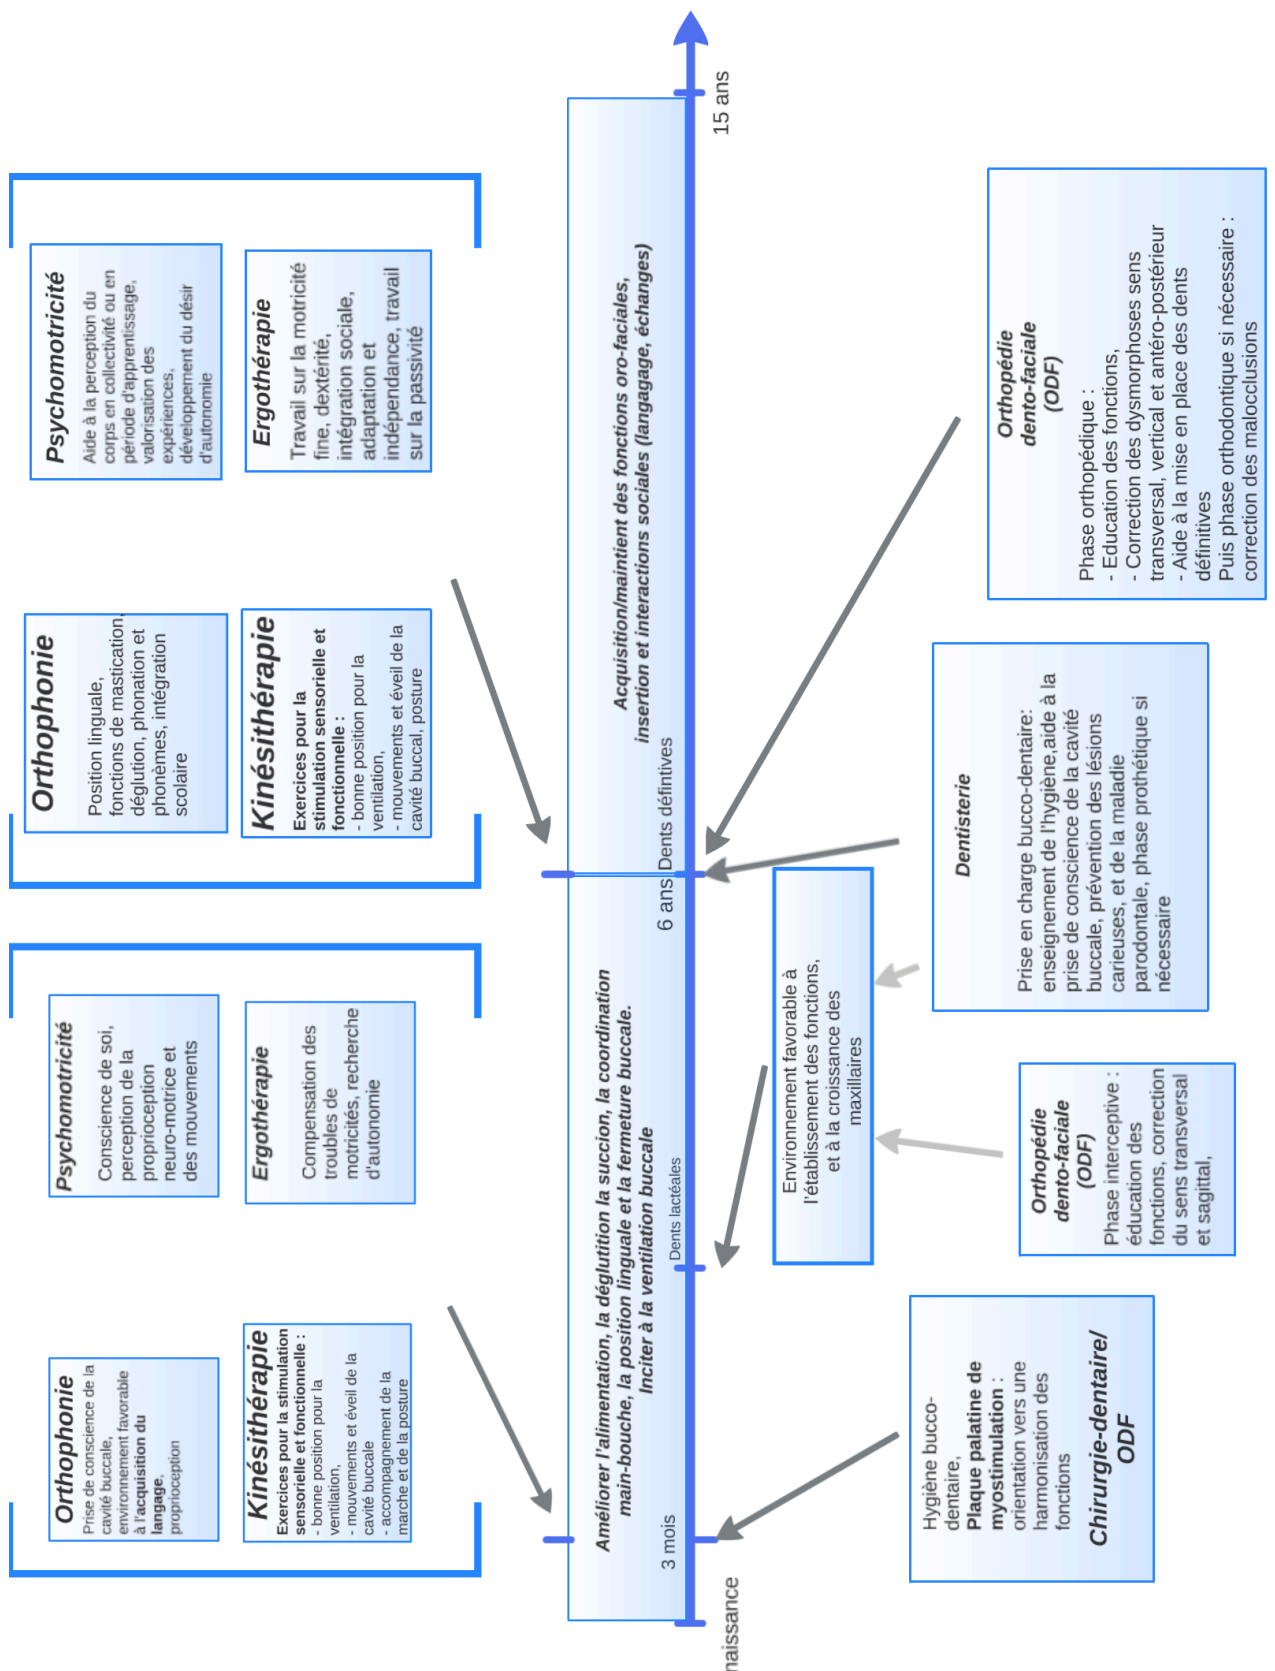 Orthophonie
Prise de conscience de la
cavité buccale,
environnement favorable
à l'acquisition du
langage,
proprioception
Kinésithérapie
Exercices pour la stimulation
sensorielle et fonctionnelle :
- bonne position pour la
ventilation,
- mouvements et éveil de la
cavité buccale
- accompagnement de la
marche et de la posture
Psychomotricité
Conscience de soi,
perception de la
proprioception
neuro-motrice et
des mouvements
Ergothérapie
Compensation des
troubles de
motricités, recherche
d'autonomie
Orthophonie
Position linguale,
fonctions de mastication,
déglution, phonation et
phonèmes, intégration
scolaire
Kinésithérapie
Exercices pour la
stimulation sensorielle et
fonctionnelle :
- bonne position pour la
ventilation,
- mouvements et éveil de la
cavité buccal, posture
Psychomotricité
Aide à la perception du
corps en collectivité ou en
période d'apprentissage,
valorisation des
expériences,
développement du désir
d'autonomie
Ergothérapie
Travail sur la motricité
fine, dextérité,
intégration sociale,
adaptation et
indépendance, travail
sur la passivité
Améliorer l'alimentation, la déglutition la succion, la coordination
main-bouche, la position linguale et la fermeture buccale.
Inciter à la ventilation buccale
Acquisition/maintient des fonctions oro-faciales,
insertion et interactions sociales (langage, échanges)
naissance
3 mois
Dents lactéales
6 ans
Dents défintives
15 ans
Hygiène bucco-
dentaire,
Plaque palatine de
myostimulation :
orientation vers une
harmonisation des
fonctions
Chirurgie-dentaire/
ODF
Environnement favorable à
l'établissement des fonctions,
et à la croissance des
maxillaires
Orthopédie
dento-faciale
(ODF)
Phase interceptive :
éducation des
fonctions, correction
du sens transversal
et sagittal,
Dentisterie
Prise en charge bucco-dentaire:
enseignement de l'hygiène,aide à la
prise de conscience de la cavité
buccale, prévention des lésions
carieuses, et de la maladie
parodontale, phase prothétique si
nécessaire
Orthopédie
dento-faciale
(ODF)
Phase orthopédique :
- Education des fonctions,
- Correction des dysmorphoses sens
transversal, vertical et antéro-postérieur
- Aide à la mise en place des dents
définitives
Puis phase orthodontique si nécessaire :
correction des malocclusions